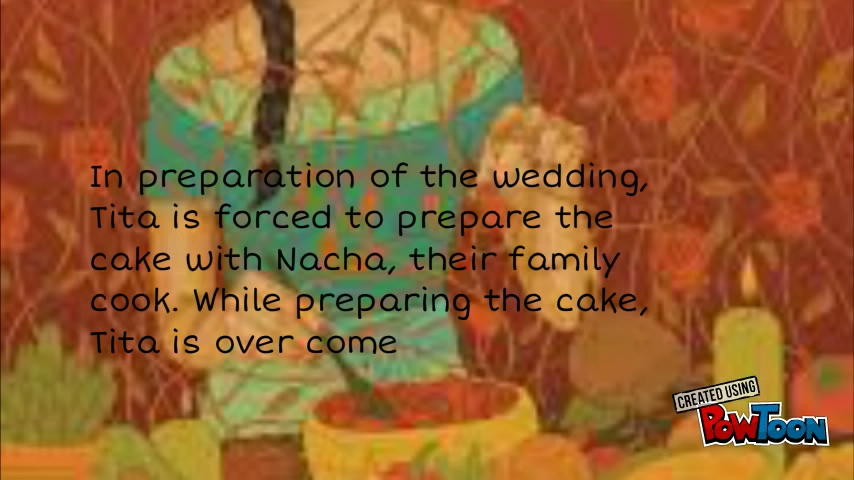 In preparation of the wedding,
Tita is forced to prepare the
cake with Nacha, their family
cook. While preparing the cake,
Tita is over come
CREATED USING
POWTOON